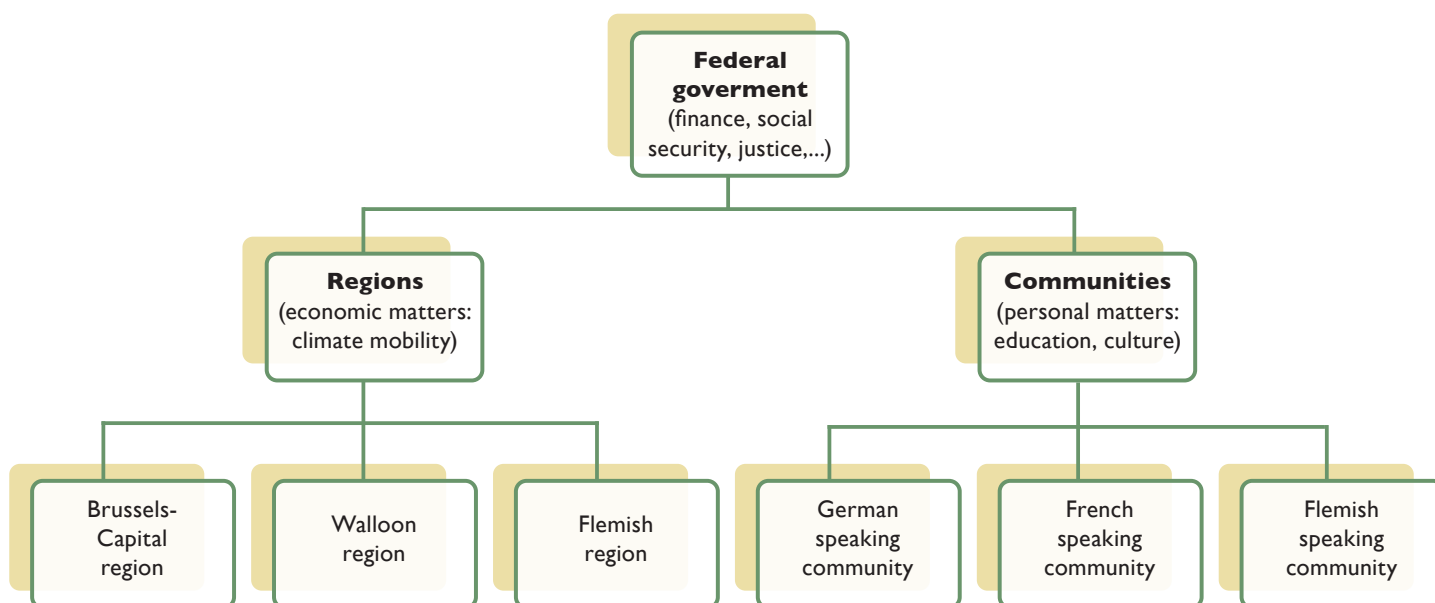 Federal
goverment
(finance, social
security, justice,...)
Regions
(economic matters:
climate mobility)
Communities
(personal matters:
education, culture)
Brussels-
Capital
region
Walloon
region
Flemish
region
German
speaking
community
French
speaking
community
Flemish
speaking
community